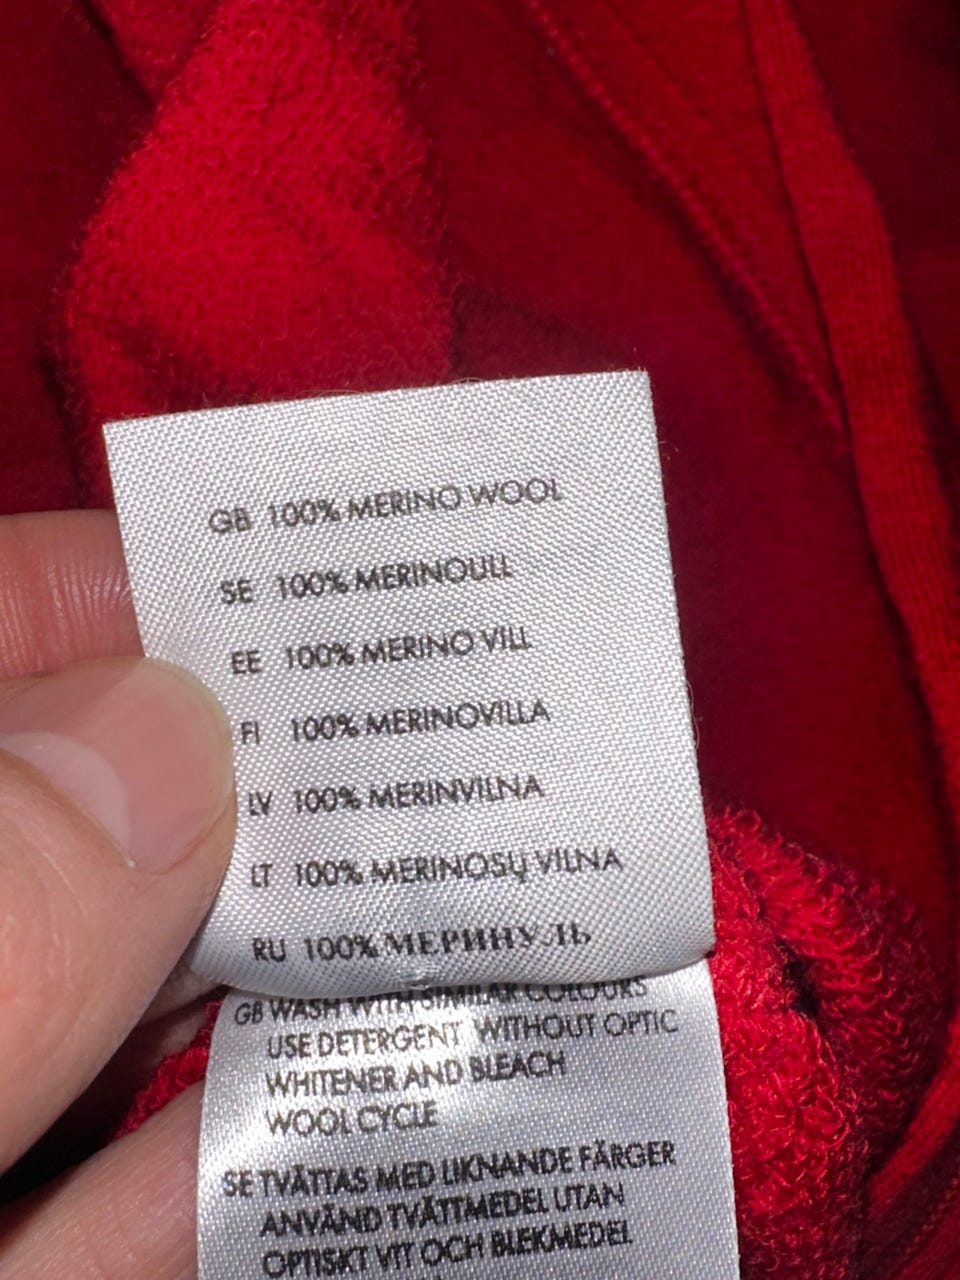 GB 100% MERINO WOOL
SE 100% MERINOULL
EE 100% MERINO VILL
FI 100% MERINOVILLA
LV 100% MERINVILNA
LT 100% MERINOSŲ VILNA
RU 100% МЕРИНУЛЬ
GB WASH WITH SIMILAR COLOURS
USE DETERGENT WITHOUT OPTIC
WHITENER AND BLEACH
WOOL CYCLE
SE TVÄTTAS MED LIKNANDE FÄRGER
ANVÄND TVÄTTMEDEL UTAN
OPTISKT VIT OCH BLEKMEDEL